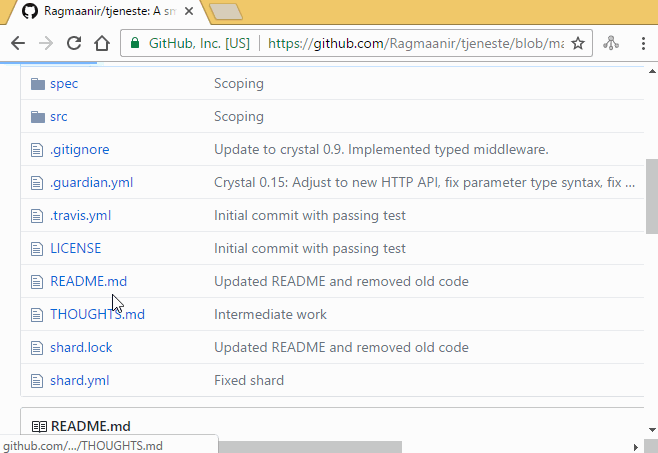 Ragmaanir/tjeneste: A sm
GitHub, Inc. [US] https://github.com/Ragmaanir/tjeneste/blob/ma
spec Scoping
src Scoping
.gitignore Update to crystal 0.9. Implemented typed middleware.
.guardian.yml Crystal 0.15: Adjust to new HTTP API, fix parameter type syntax, fix ...
.travis.yml Initial commit with passing test
LICENSE Initial commit with passing test
README.md Updated README and removed old code
THOUGHTS.md Intermediate work
shard.lock Updated README and removed old code
shard.yml Fixed shard
README.md
github.com/.../THOUGHTS.md